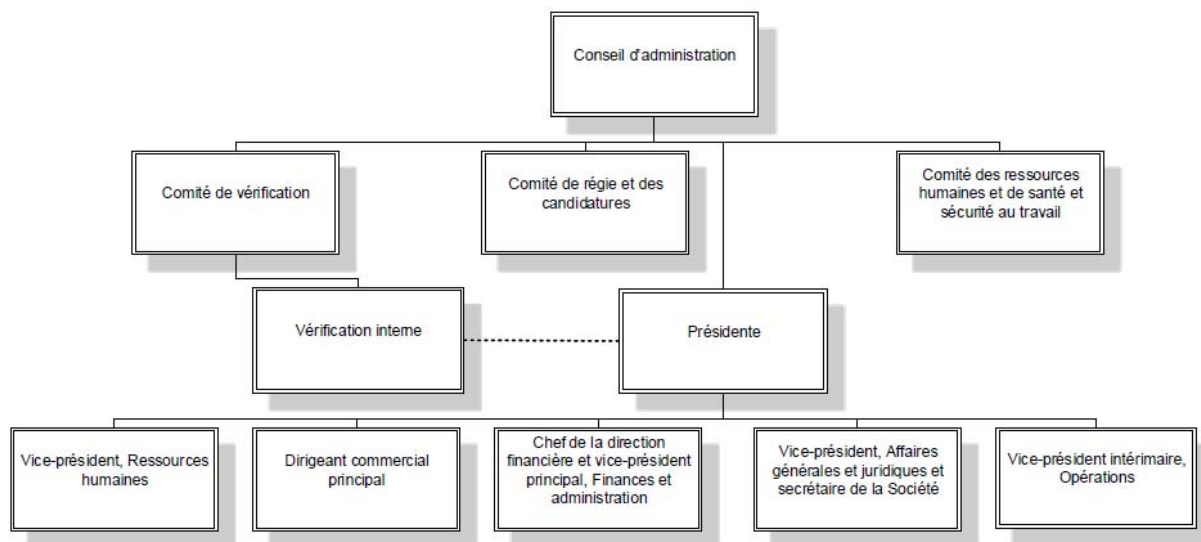 Conseil d'administration
Comité de vérification
Comité de régie et des
candidatures
Comité des ressources
humaines et de santé et
sécurité au travail
Vérification interne
Présidente
Vice-président, Ressources
humaines
Dirigeant commercial
principal
Chef de la direction
financière et vice-président
principal, Finances et
administration
Vice-président, Affaires
générales et juridiques et
secrétaire de la Société
Vice-président intérimaire,
Opérations